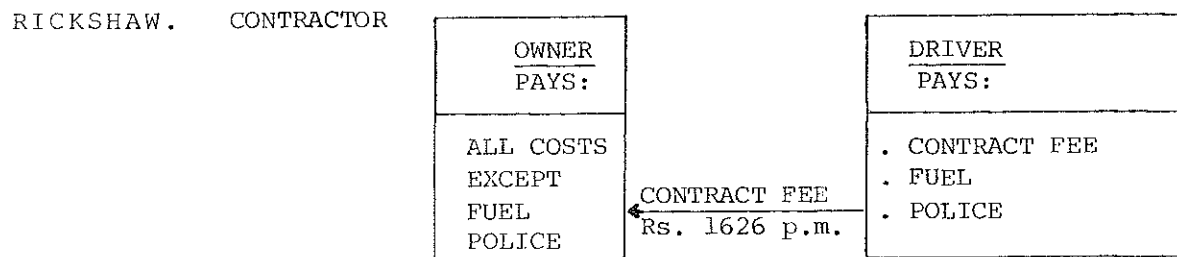 RICKSHAW. CONTRACTOR
OWNER
PAYS:
ALL COSTS
EXCEPT
FUEL
POLICE
CONTRACT FEE
Rs. 1626 p.m.
DRIVER
PAYS:
. CONTRACT FEE
. FUEL
. POLICE